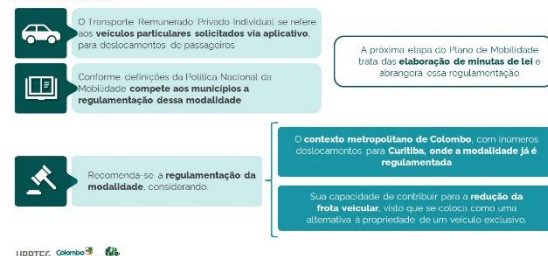 O Transporte Remunerado Privado Individual se refere
aos veículos particulares solicitados via aplicativo,
para deslocamentos de passageiros
Conforme definições da Política Nacional da
Mobilidade compete aos municípios a
regulamentação dessa modalidade
A próxima etapa do Plano de Mobilidade
trata das elaboração de minutas de lei e
abrangerá essa regulamentação
Recomenda-se a regulamentação da
modalidade, considerando:
O contexto metropolitano de Colombo, com inúmeros
deslocamentos para Curitiba, onde a modalidade já é
regulamentada
Sua capacidade de contribuir para a redução da
frota veicular, visto que se coloca como uma
alternativa a propriedade de um veículo exclusivo.
URBTEC
Colombo